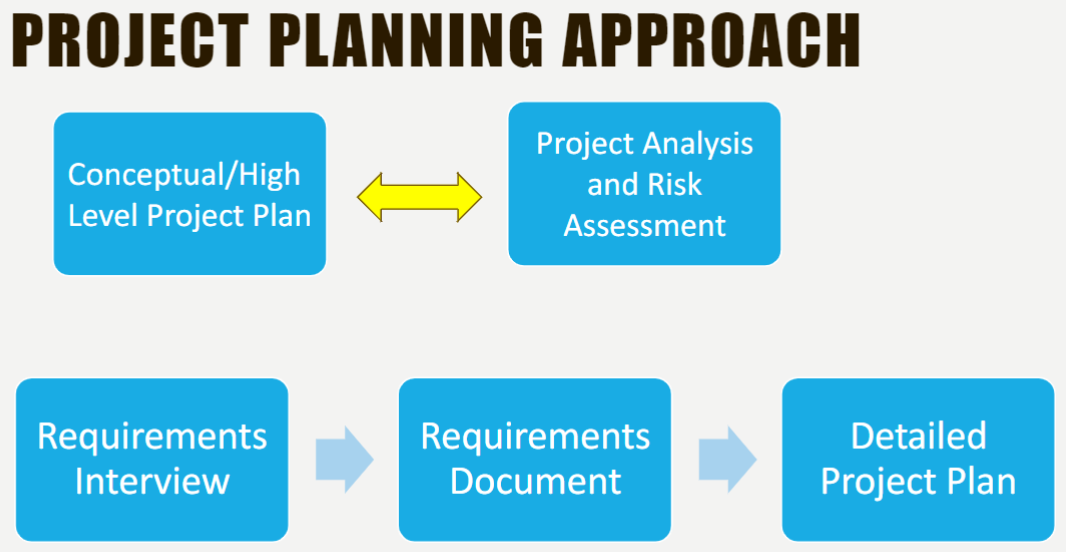 PROJECT PLANNING APPROACH
Conceptual/High
Level Project Plan
Project Analysis
and Risk
Assessment
Requirements
Interview
Requirements
Document
Detailed
Project Plan